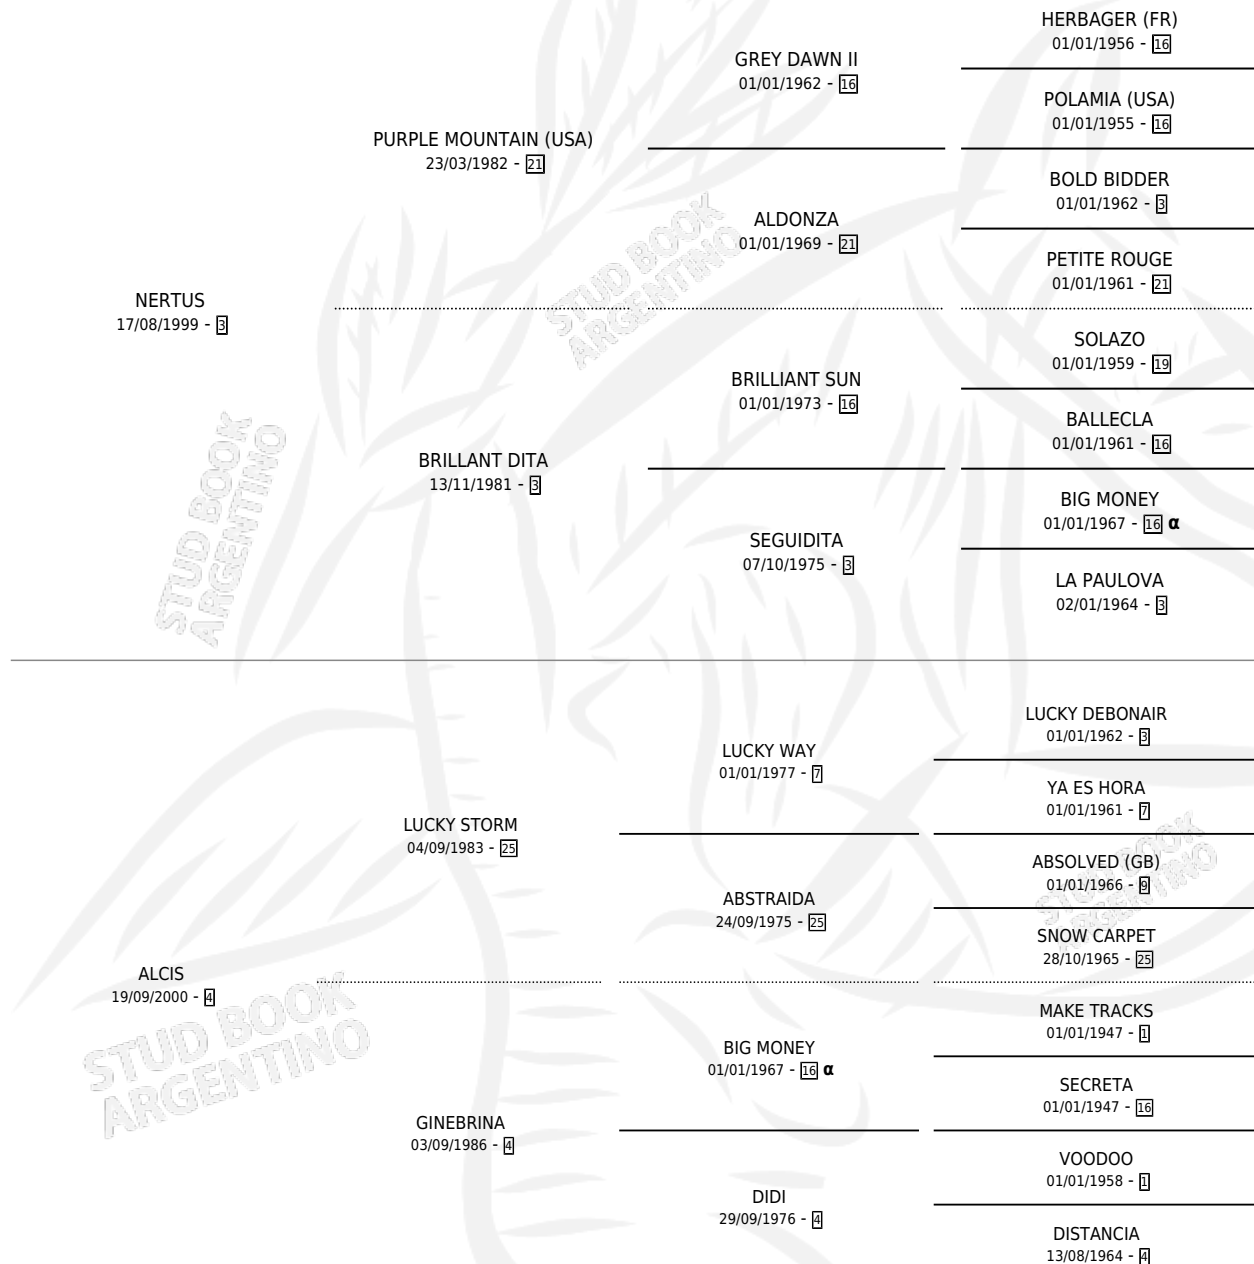 HERBAGER (FR)
01/01/1956 - 16
GREY DAWN II
01/01/1962 - 16
POLAMIA (USA)
01/01/1955 - 16
PURPLE MOUNTAIN (USA)
23/03/1982 - 21
BOLD BIDDER
01/01/1962 - 3
ALDONZA
01/01/1969 - 21
PETITE ROUGE
01/01/1961 - 21
NERTUS
17/08/1999 - 3
SOLAZO
01/01/1959 - 19
BRILLIANT SUN
01/01/1973 - 16
BALLECLA
01/01/1961 - 16
BRILLANT DITA
13/11/1981 - 3
BIG MONEY
01/01/1967 - 16 α
SEGUIDITA
07/10/1975 - 3
LA PAULOVA
02/01/1964 - 3
LUCKY DEBONAIR
01/01/1962 - 3
LUCKY WAY
01/01/1977 - 7
YA ES HORA
01/01/1961 - 7
LUCKY STORM
04/09/1983 - 25
ABSOLVED (GB)
01/01/1966 - 9
ABSTRAIDA
24/09/1975 - 25
SNOW CARPET
28/10/1965 - 25
ALCIS
19/09/2000 - 4
MAKE TRACKS
01/01/1947 - 1
BIG MONEY
01/01/1967 - 16 α
SECRETA
01/01/1947 - 16
GINEBRINA
03/09/1986 - 4
VOODOO
01/01/1958 - 1
DIDI
29/09/1976 - 4
DISTANCIA
13/08/1964 - 4
STUD BOOK
ARGENTINO
STUD BOOK
ARGENTINO
STUD BOOK
ARGENTINO
STUD BOOK
ARGENTINO